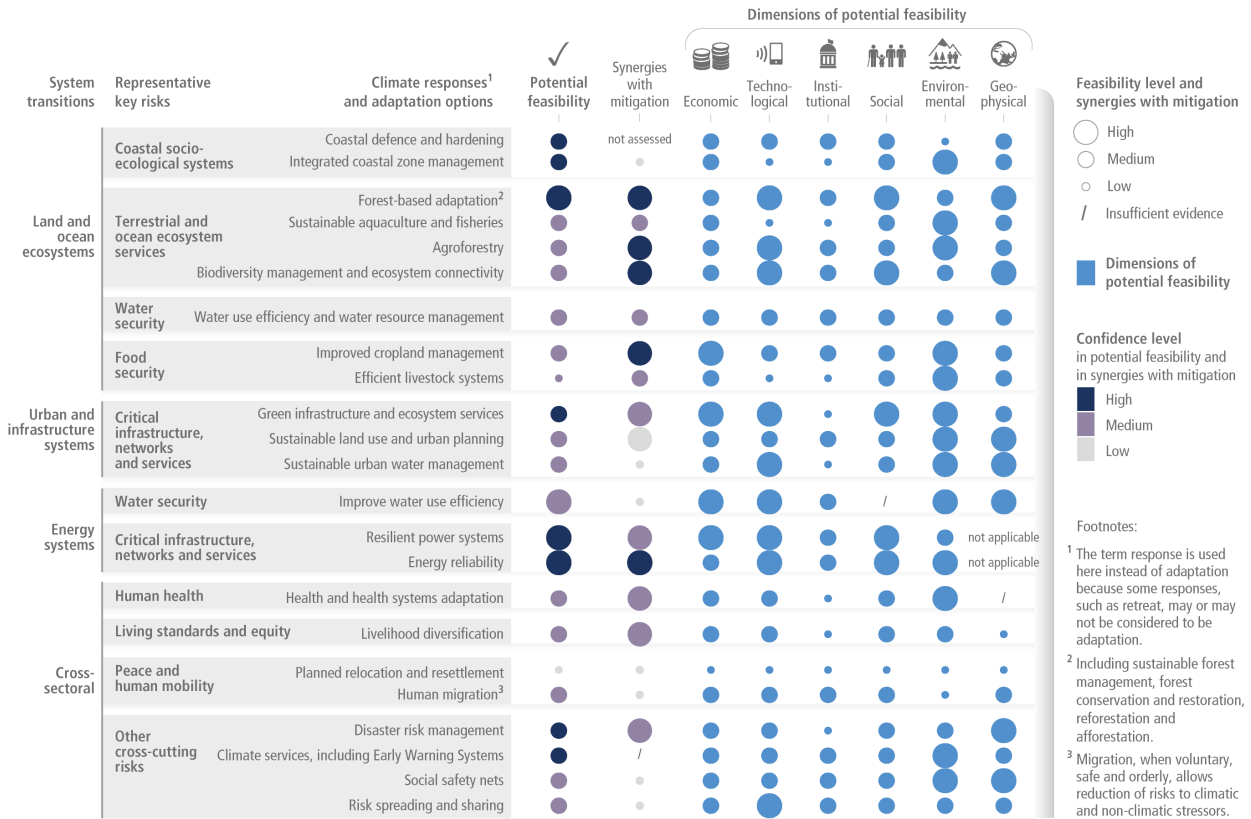 Dimensions of potential feasibility
System
transitions
Representative
key risks
Climate responses1
and adaptation options
Potential
feasibility
Synergies
with
mitigation
Economic
Techno-
logical
Insti-
tutional
Social
Environ-
mental
Geo-
physical
Land and
ocean
ecosystems
Coastal socio-
ecological systems
Coastal defence and hardening
not assessed
Integrated coastal zone management
Terrestrial and
ocean ecosystem
services
Forest-based adaptation2
Sustainable aquaculture and fisheries
Agroforestry
Biodiversity management and ecosystem connectivity
Water
security
Water use efficiency and water resource management
Food
security
Improved cropland management
Efficient livestock systems
Urban and
infrastructure
systems
Critical
infrastructure,
networks
and services
Green infrastructure and ecosystem services
Sustainable land use and urban planning
Sustainable urban water management
Energy
systems
Water security
Improve water use efficiency
/
Critical infrastructure,
networks and services
Resilient power systems
not applicable
Energy reliability
not applicable
Cross-
sectoral
Human health
Health and health systems adaptation
/
Living standards and equity
Livelihood diversification
Peace and
human mobility
Planned relocation and resettlement
Human migration3
Other
cross-cutting
risks
Disaster risk management
Climate services, including Early Warning Systems
/
Social safety nets
Risk spreading and sharing
Feasibility level and
synergies with mitigation
High
Medium
Low
/ Insufficient evidence
Dimensions of
potential feasibility
Confidence level
in potential feasibility and
in synergies with mitigation
High
Medium
Low
Footnotes:
1 The term response is used
here instead of adaptation
because some responses,
such as retreat, may or may
not be considered to be
adaptation.
2 Including sustainable forest
management, forest
conservation and restoration,
reforestation and
afforestation.
3 Migration, when voluntary,
safe and orderly, allows
reduction of risks to climatic
and non-climatic stressors.